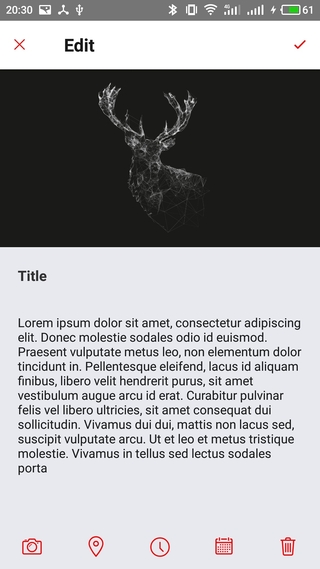 20:30
4G
61
Edit
Title
Lorem ipsum dolor sit amet, consectetur adipiscing
elit. Donec molestie sodales odio id euismod.
Praesent vulputate metus leo, non elementum dolor
tincidunt in. Pellentesque eleifend, lacus id aliquam
finibus, libero velit hendrerit purus, sit amet
vestibulum augue arcu id erat. Curabitur pulvinar
felis vel libero ultricies, sit amet consequat dui
sollicitudin. Vivamus dui dui, mattis non lacus sed,
suscipit vulputate arcu. Ut et leo et metus tristique
molestie. Vivamus in tellus sed lectus sodales
porta